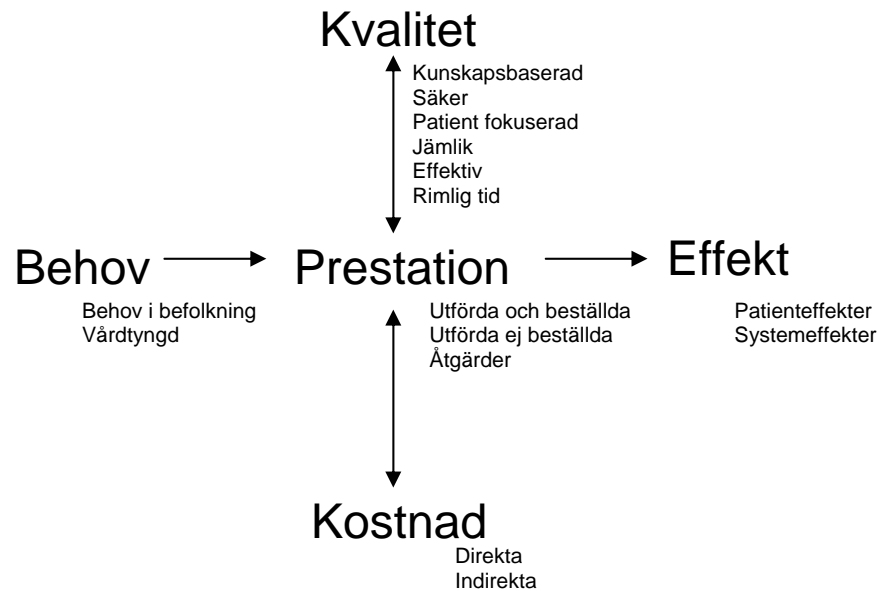 Kvalitet
Kunskapsbaserad
Säker
Patient fokuserad
Jämlik
Effektiv
Rimlig tid
Behov
Behov i befolkning
Vårdtyngd
Prestation
Utförda och beställda
Utförda ej beställda
Åtgärder
Effekt
Patienteffekter
Systemeffekter
Kostnad
Direkta
Indirekta